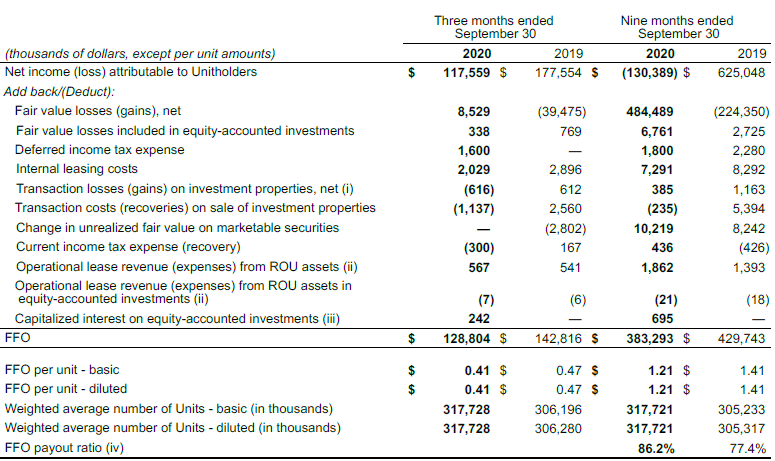 Three months ended Nine months ended
September 30 September 30
(thousands of dollars, except per unit amounts) 2020 2019 2020 2019
Net income (loss) attributable to Unitholders $ 117,559 $ 177,554 $ (130,389) $ 625,048
Add back/(Deduct):
Fair value losses (gains), net 8,529 (39,475) 484,489 (224,350)
Fair value losses included in equity-accounted investments 338 769 6,761 2,725
Deferred income tax expense 1,600 — 1,800 2,280
Internal leasing costs 2,029 2,896 7,291 8,292
Transaction losses (gains) on investment properties, net (i) (616) 612 385 1,163
Transaction costs (recoveries) on sale of investment properties (1,137) 2,560 (235) 5,394
Change in unrealized fair value on marketable securities — (2,802) 10,219 8,242
Current income tax expense (recovery) (300) 167 436 (426)
Operational lease revenue (expenses) from ROU assets (ii) 567 541 1,862 1,393
Operational lease revenue (expenses) from ROU assets in
equity-accounted investments (ii) (7) (6) (21) (18)
Capitalized interest on equity-accounted investments (iii) 242 — 695 —
FFO $ 128,804 $ 142,816 $ 383,293 $ 429,743
FFO per unit - basic $ 0.41 $ 0.47 $ 1.21 $ 1.41
FFO per unit - diluted $ 0.41 $ 0.47 $ 1.21 $ 1.41
Weighted average number of Units - basic (in thousands) 317,728 306,196 317,721 305,233
Weighted average number of Units - diluted (in thousands) 317,728 306,280 317,721 305,317
FFO payout ratio (iv) 86.2% 77.4%